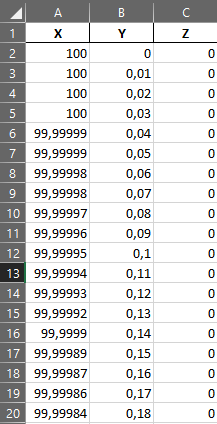 A B C
1 X Y Z
2 100 0 0
3 100 0,01 0
4 100 0,02 0
5 100 0,03 0
6 99,99999 0,04 0
7 99,99999 0,05 0
8 99,99998 0,06 0
9 99,99998 0,07 0
10 99,99997 0,08 0
11 99,99996 0,09 0
12 99,99995 0,1 0
13 99,99994 0,11 0
14 99,99993 0,12 0
15 99,99992 0,13 0
16 99,9999 0,14 0
17 99,99989 0,15 0
18 99,99987 0,16 0
19 99,99986 0,17 0
20 99,99984 0,18 0